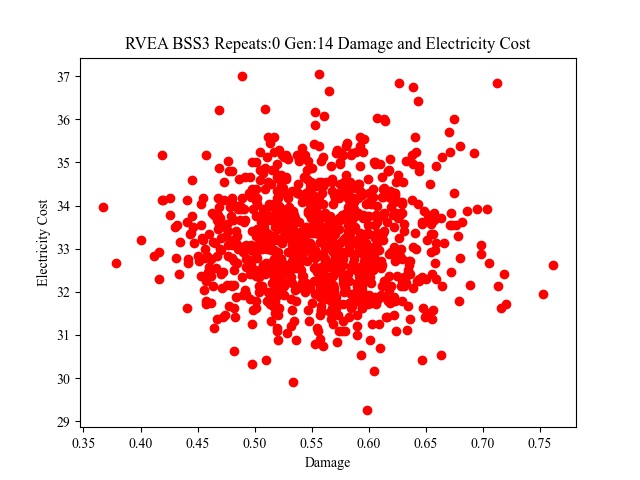 RVEA BSS3 Repeats:0 Gen:14 Damage and Electricity Cost
37
36
35
34
33
32
31
30
29
Electricity Cost
0.35 0.40 0.45 0.50 0.55 0.60 0.65 0.70 0.75
Damage